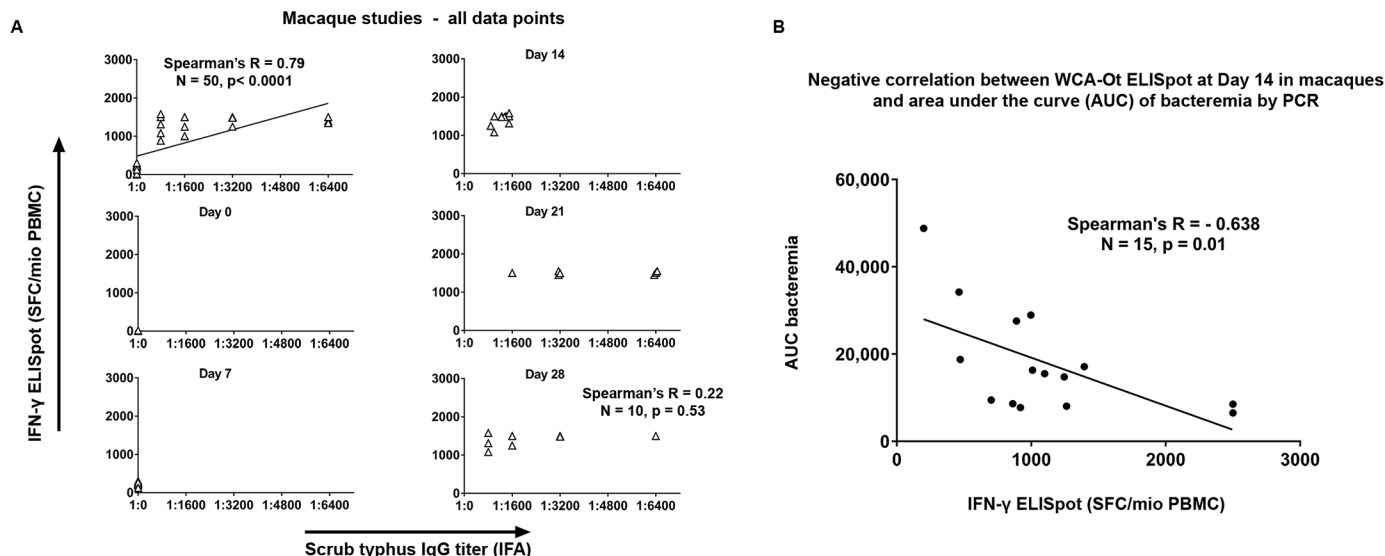 A
Macaque studies - all data points
Spearman's R = 0.79
N = 50, p< 0.0001
3000
2000
1000
0
1:0 1:1600 1:3200 1:4800 1:6400
Day 14
3000
2000
1000
0
1:0 1:1600 1:3200 1:4800 1:6400
Day 0
3000
2000
1000
0
1:0 1:1600 1:3200 1:4800 1:6400
Day 21
3000
2000
1000
0
1:0 1:1600 1:3200 1:4800 1:6400
Day 7
3000
2000
1000
0
1:0 1:1600 1:3200 1:4800 1:6400
Day 28
Spearman's R = 0.22
N = 10, p = 0.53
3000
2000
1000
0
1:0 1:1600 1:3200 1:4800 1:6400
IFN-γ ELISpot (SFC/mio PBMC)
Scrub typhus IgG titer (IFA)
B
Negative correlation between WCA-Ot ELISpot at Day 14 in macaques
and area under the curve (AUC) of bacteremia by PCR
Spearman's R = - 0.638
N = 15, p = 0.01
AUC bacteremia
60,000
40,000
20,000
0
0 1000 2000 3000
IFN-γ ELISpot (SFC/mio PBMC)